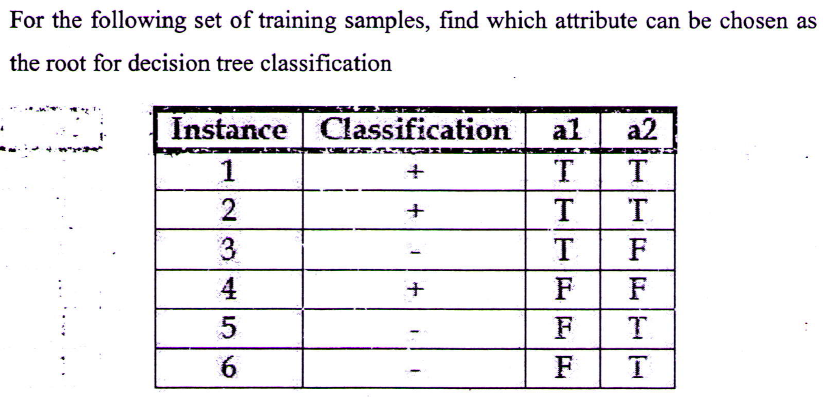 For the following set of training samples, find which attribute can be chosen as
the root for decision tree classification
Instance Classification a1 a2
1 + T T
2 + T T
3 - T F
4 + F F
5 - F T
6 - F T